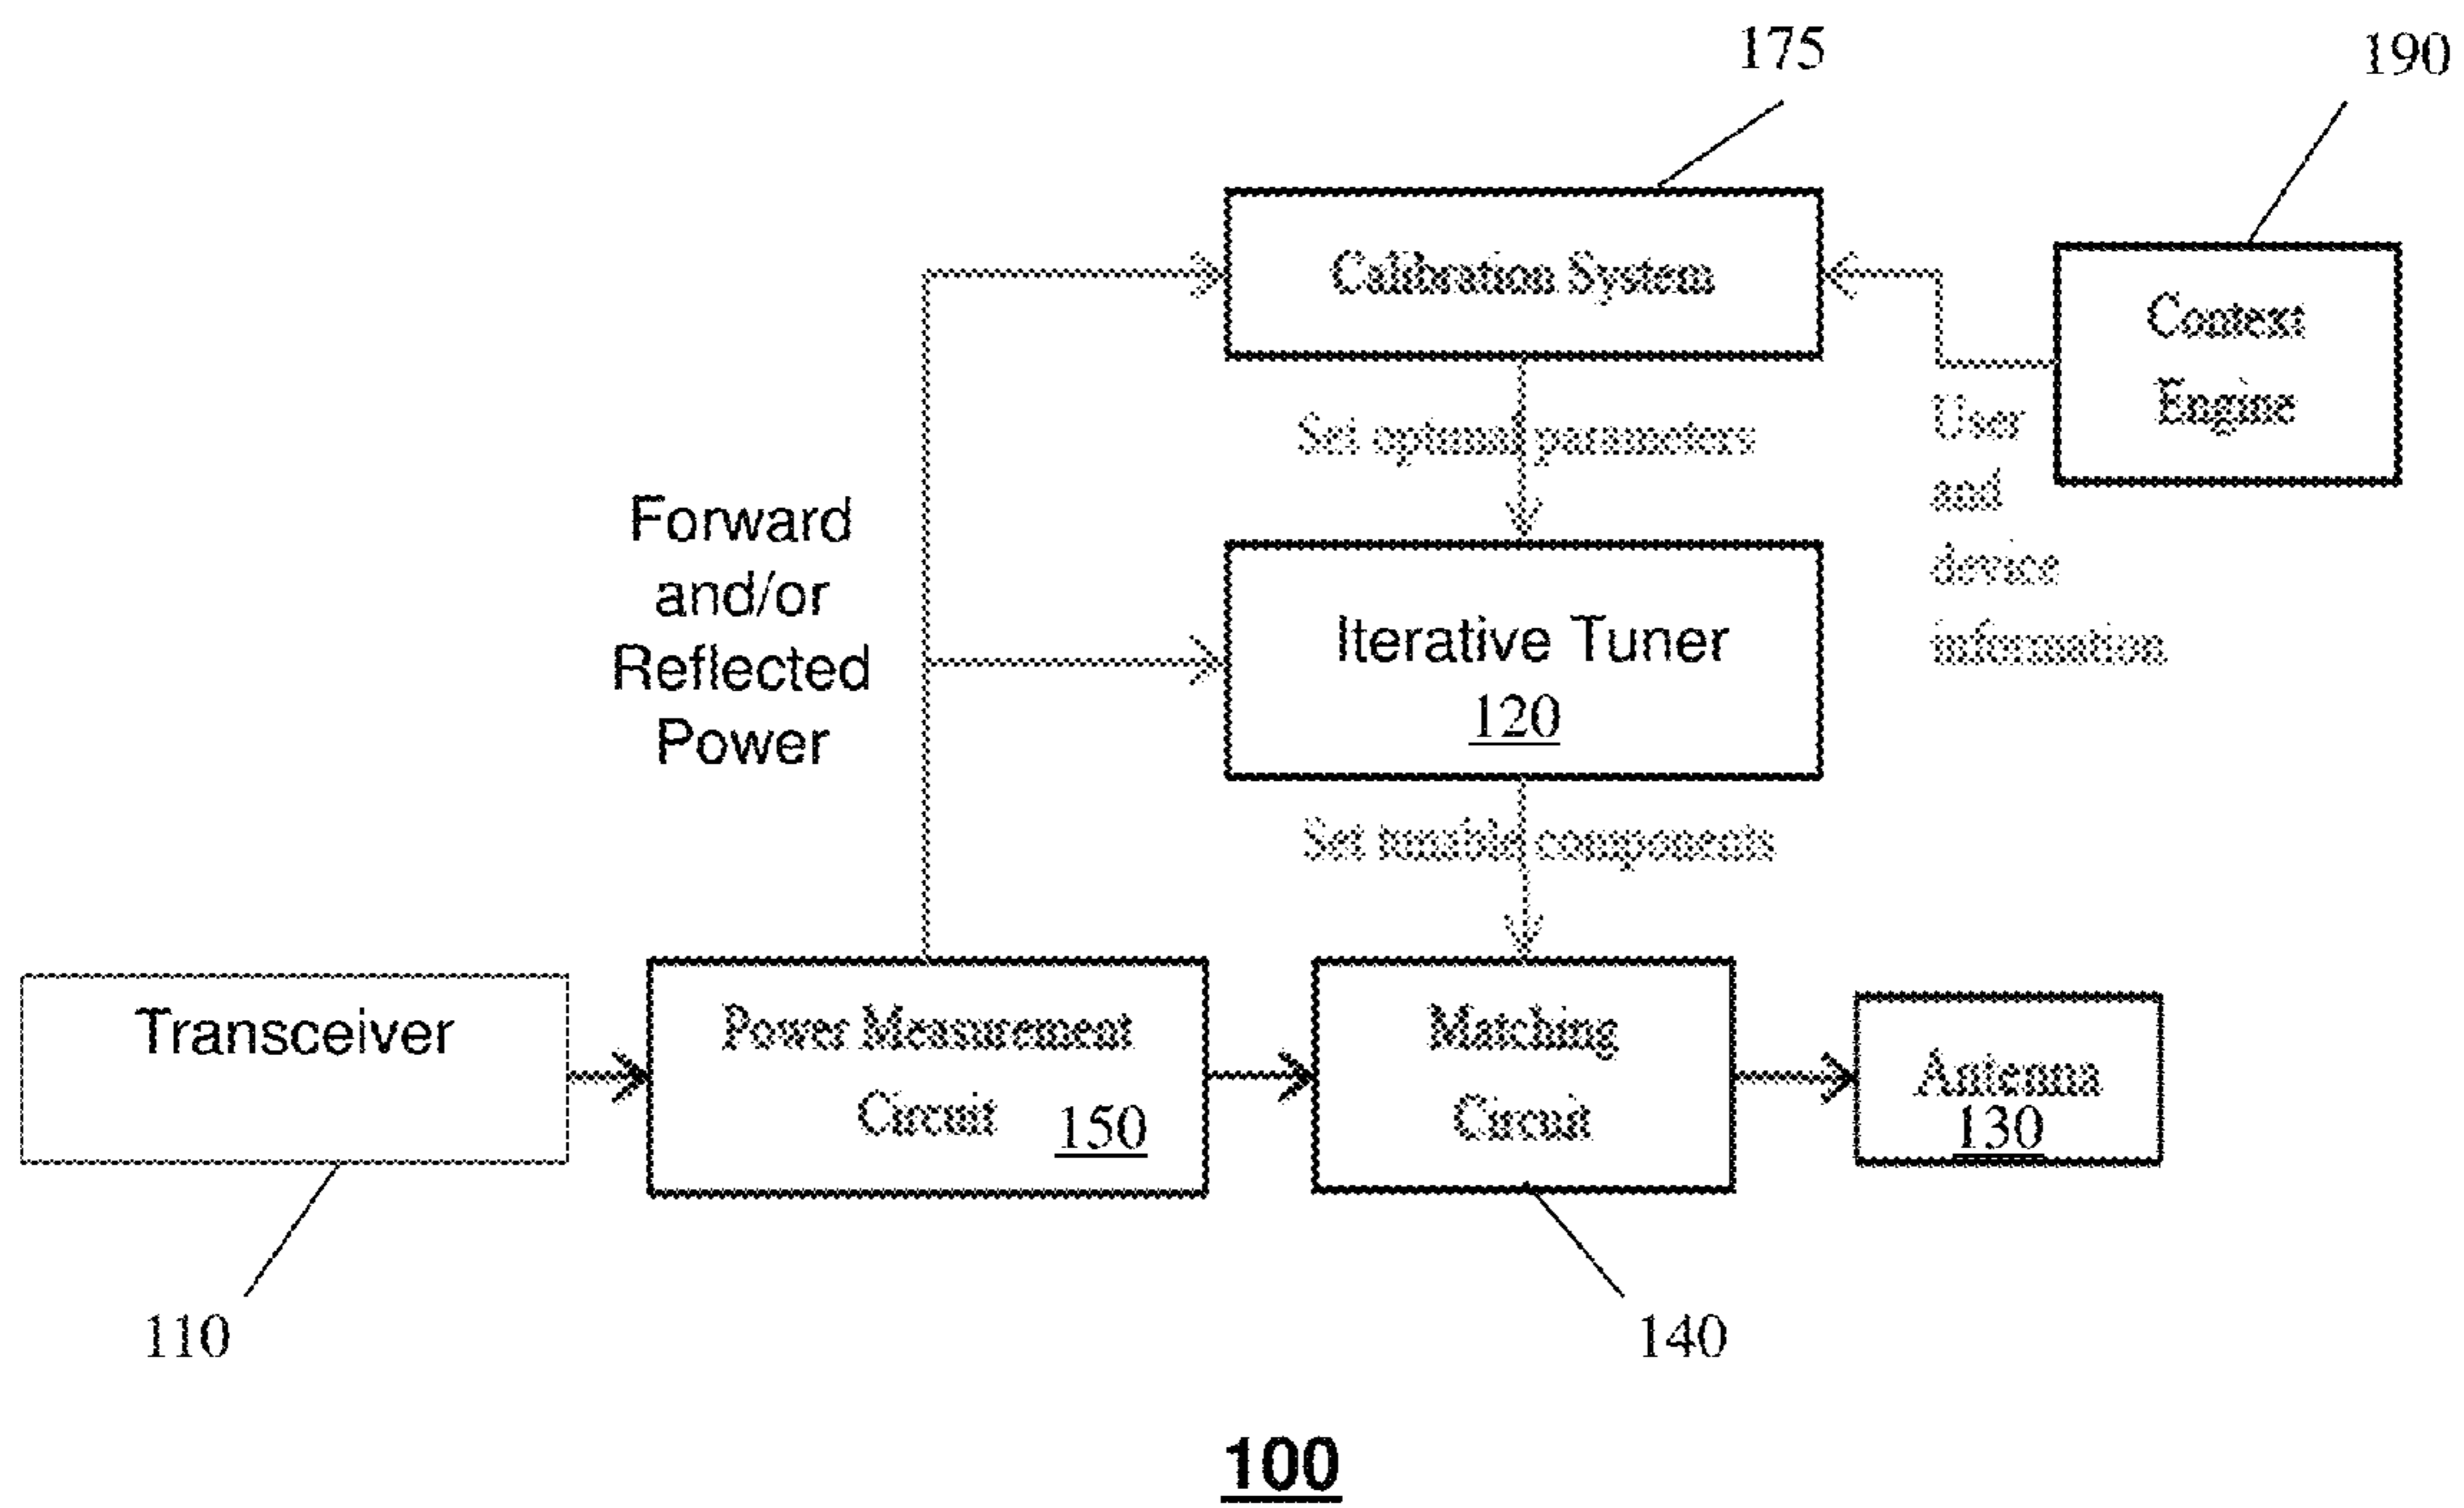 175
190
Calibration System
Context
Engine
Set optimal parameters
User
and
device
information
Forward
and/or
Reflected
Power
Iterative Tuner
120
Set tunable components
Transceiver
Power Measurement
Circuit 150
Matching
Circuit
Antenna
130
110
140
100